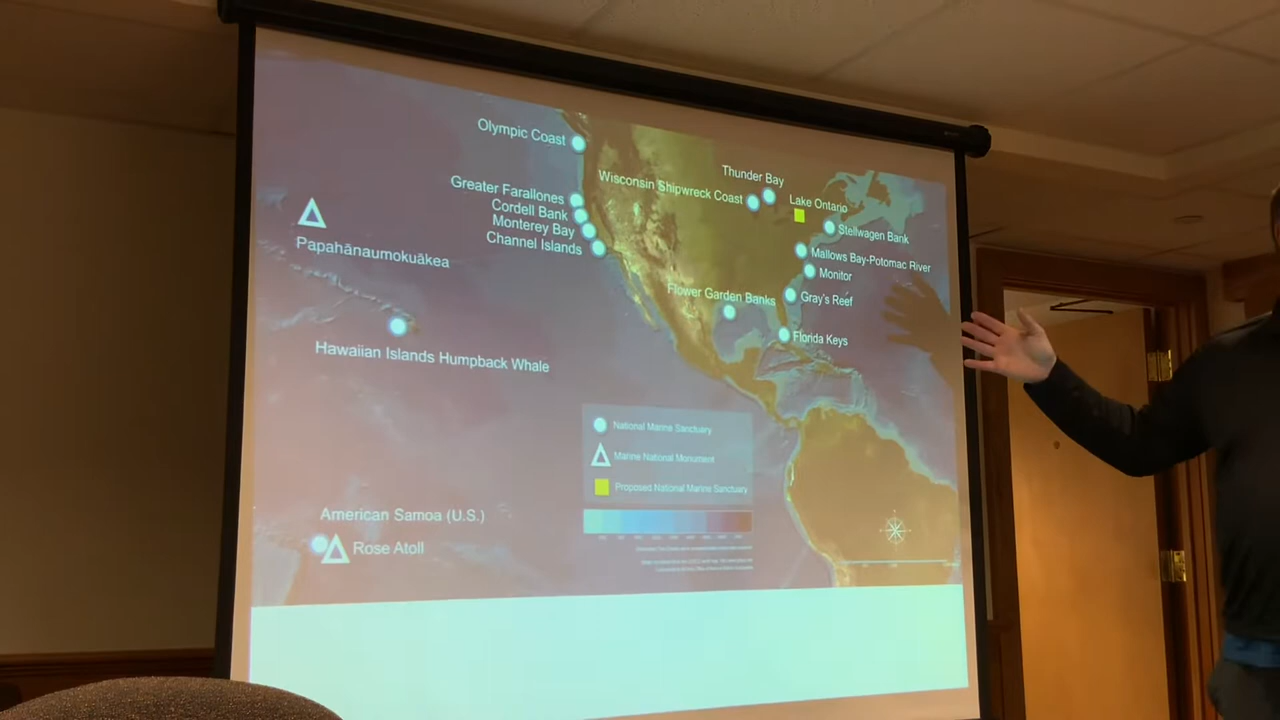 Olympic Coast
Thunder Bay
Wisconsin Shipwreck Coast
Greater Farallones
Lake Ontario
Cordell Bank
Monterey Bay
Stellwagen Bank
Channel Islands
Papahānaumokuākea
Mallows Bay-Potomac River
Monitor
Flower Garden Banks
Gray's Reef
Florida Keys
Hawaiian Islands Humpback Whale
National Marine Sanctuary
Marine National Monument
Proposed National Marine Sanctuary
American Samoa (U.S.)
Rose Atoll